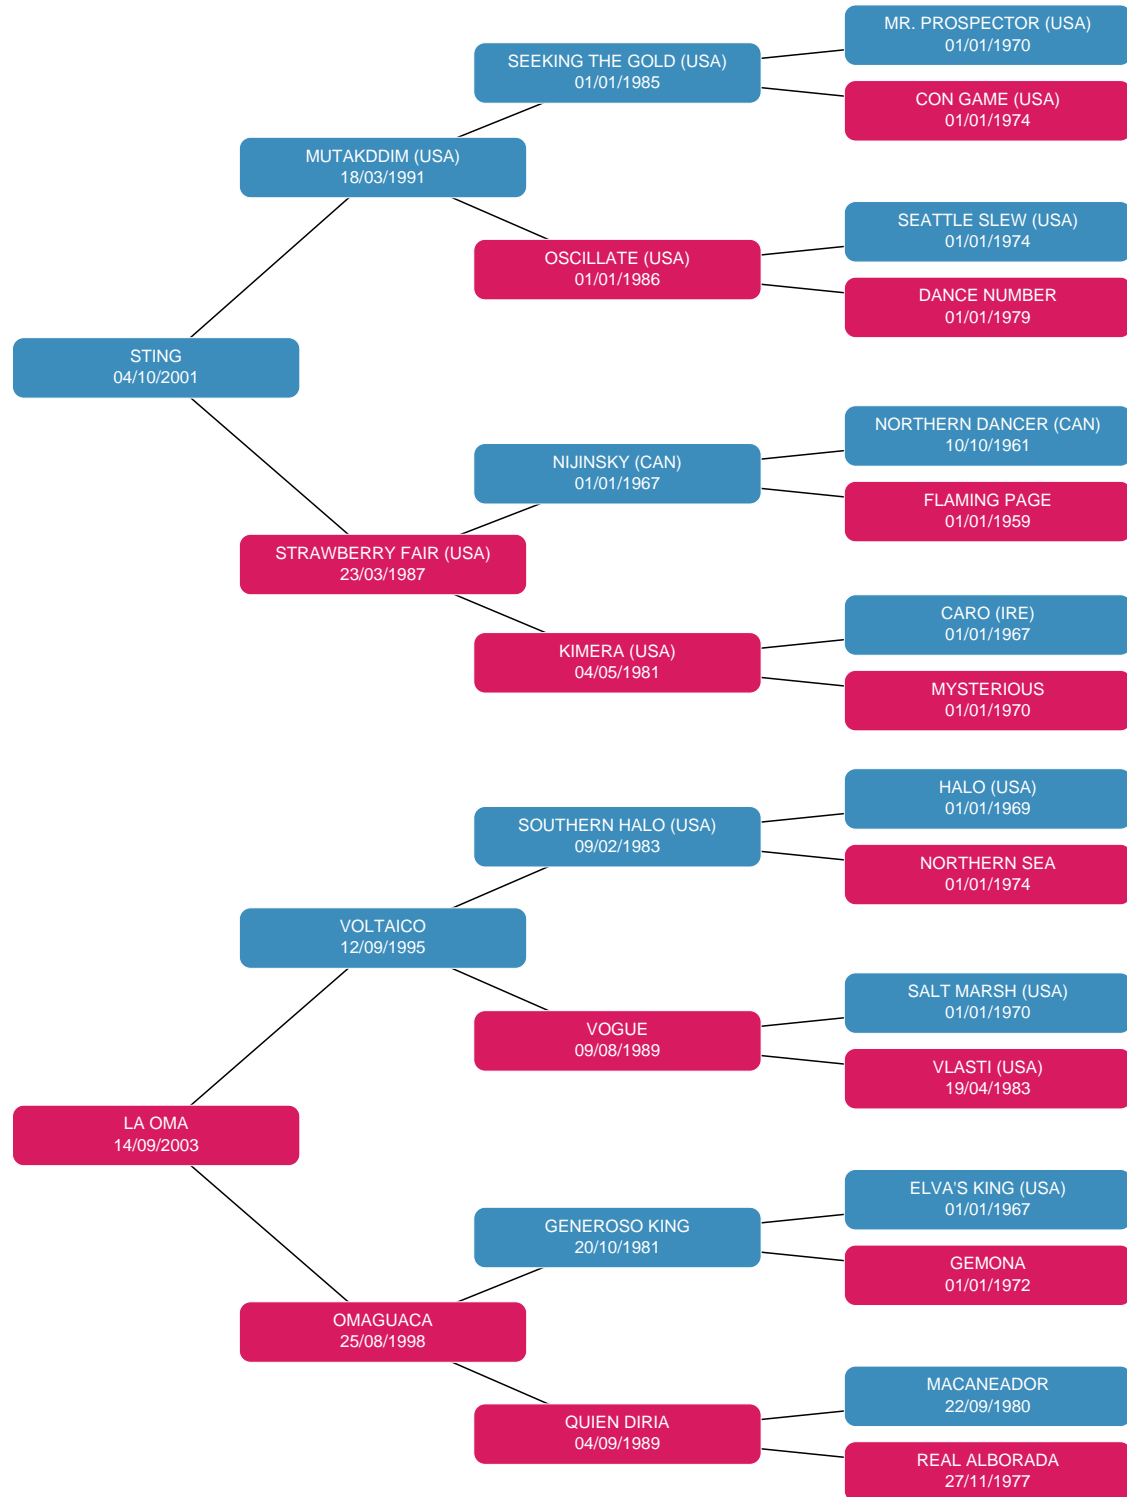 MR. PROSPECTOR (USA)
01/01/1970
SEEKING THE GOLD (USA)
01/01/1985
CON GAME (USA)
01/01/1974
MUTAKDDIM (USA)
18/03/1991
SEATTLE SLEW (USA)
01/01/1974
OSCILLATE (USA)
01/01/1986
DANCE NUMBER
01/01/1979
STING
04/10/2001
NORTHERN DANCER (CAN)
10/10/1961
NIJINSKY (CAN)
01/01/1967
FLAMING PAGE
01/01/1959
STRAWBERRY FAIR (USA)
23/03/1987
CARO (IRE)
01/01/1967
KIMERA (USA)
04/05/1981
MYSTERIOUS
01/01/1970
HALO (USA)
01/01/1969
SOUTHERN HALO (USA)
09/02/1983
NORTHERN SEA
01/01/1974
VOLTAICO
12/09/1995
SALT MARSH (USA)
01/01/1970
VOGUE
09/08/1989
VLASTI (USA)
19/04/1983
LA OMA
14/09/2003
ELVA'S KING (USA)
01/01/1967
GENEROSO KING
20/10/1981
GEMONA
01/01/1972
OMAGUACA
25/08/1998
MACANEADOR
22/09/1980
QUIEN DIRIA
04/09/1989
REAL ALBORADA
27/11/1977